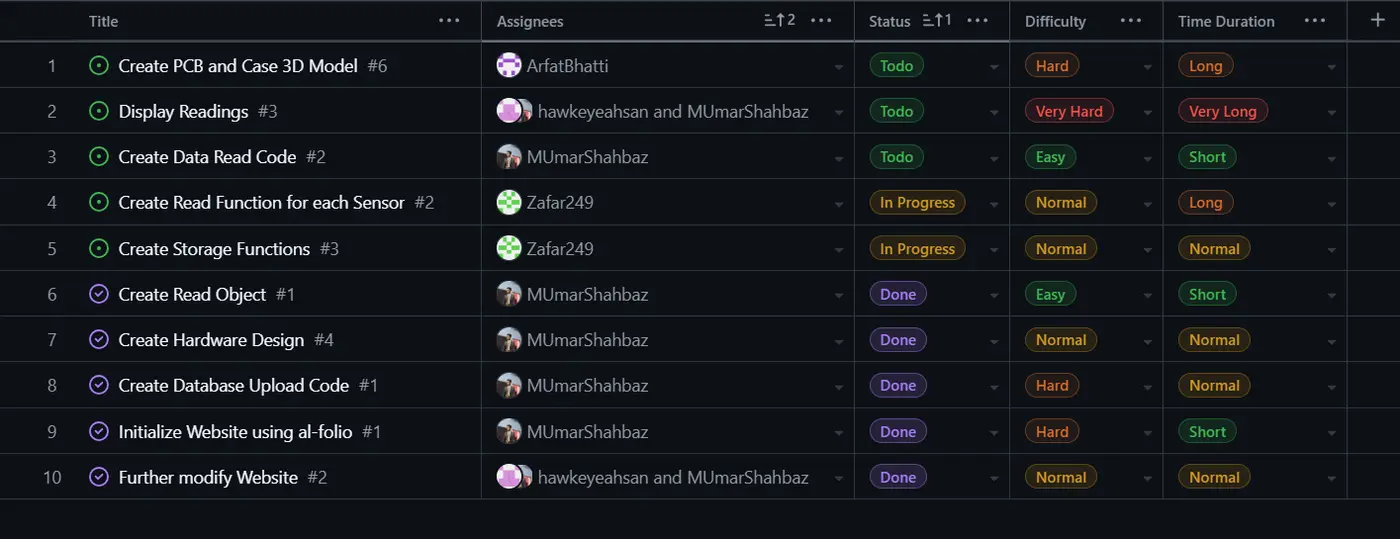 Title ... Assignees 2 ... Status 1 ... Difficulty ... Time Duration ... +
1 Create PCB and Case 3D Model #6 ArfatBhatti Todo Hard Long
2 Display Readings #3 hawkeyeahsan and MUmarShahbaz Todo Very Hard Very Long
3 Create Data Read Code #2 MUmarShahbaz Todo Easy Short
4 Create Read Function for each Sensor #2 Zafar249 In Progress Normal Long
5 Create Storage Functions #3 Zafar249 In Progress Normal Normal
6 Create Read Object #1 MUmarShahbaz Done Easy Short
7 Create Hardware Design #4 MUmarShahbaz Done Normal Normal
8 Create Database Upload Code #1 MUmarShahbaz Done Hard Normal
9 Initialize Website using al-folio #1 MUmarShahbaz Done Hard Short
10 Further modify Website #2 hawkeyeahsan and MUmarShahbaz Done Normal Normal